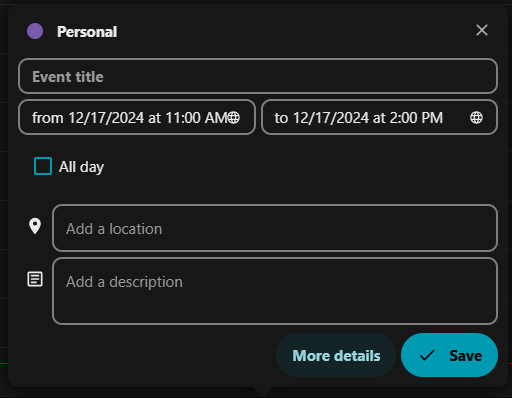 Personal
Event title
from 12/17/2024 at 11:00 AM
to 12/17/2024 at 2:00 PM
All day
Add a location
Add a description
More details
Save